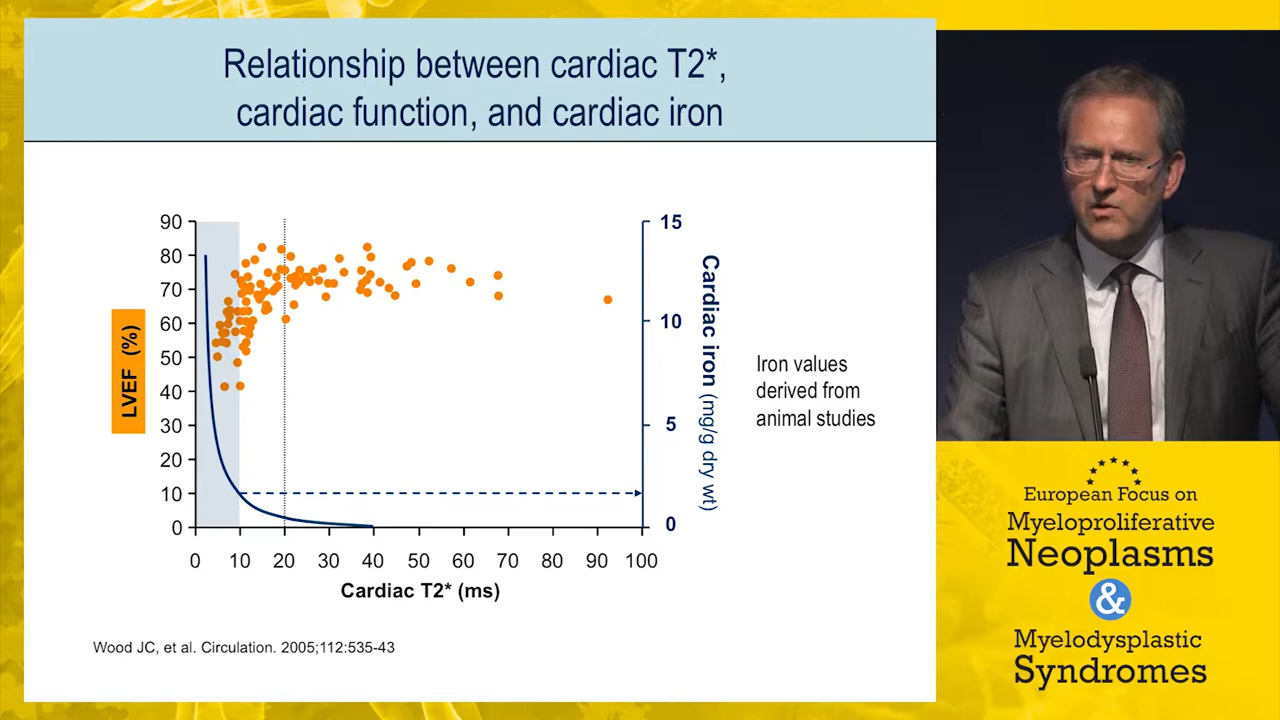 Relationship between cardiac T2*,
cardiac function, and cardiac iron
90
80
70
60
50
40
30
20
10
0
LVEF (%)
0 10 20 30 40 50 60 70 80 90 100
Cardiac T2* (ms)
15
10
5
0
Cardiac iron (mg/g dry wt)
Iron values
derived from
animal studies
Wood JC, et al. Circulation. 2005;112:535-43
European Focus on
Myeloproliferative
Neoplasms
&
Myelodysplastic
Syndromes